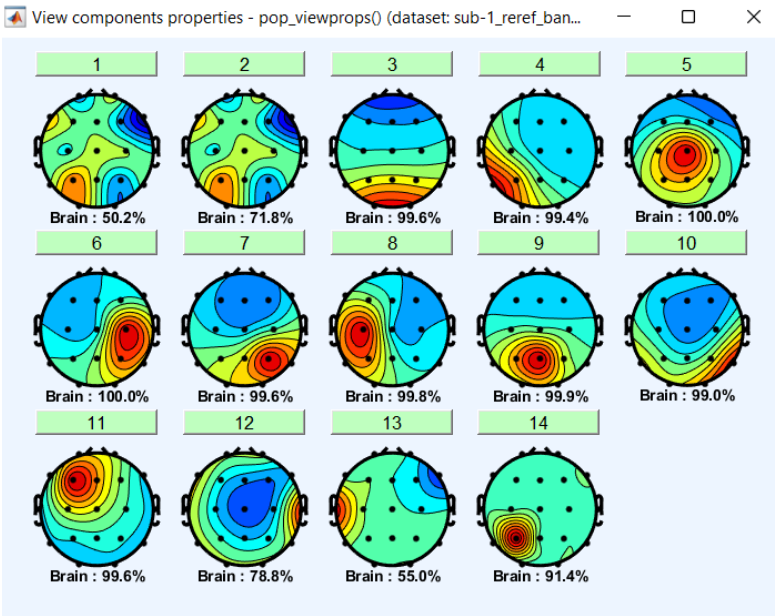 View components properties - pop_viewprops() (dataset: sub-1_reref_ban...
1 2 3 4 5
Brain : 50.2% Brain : 71.8% Brain : 99.6% Brain : 99.4% Brain : 100.0%
6 7 8 9 10
Brain : 100.0% Brain : 99.6% Brain : 99.8% Brain : 99.9% Brain : 99.0%
11 12 13 14
Brain : 99.6% Brain : 78.8% Brain : 55.0% Brain : 91.4%